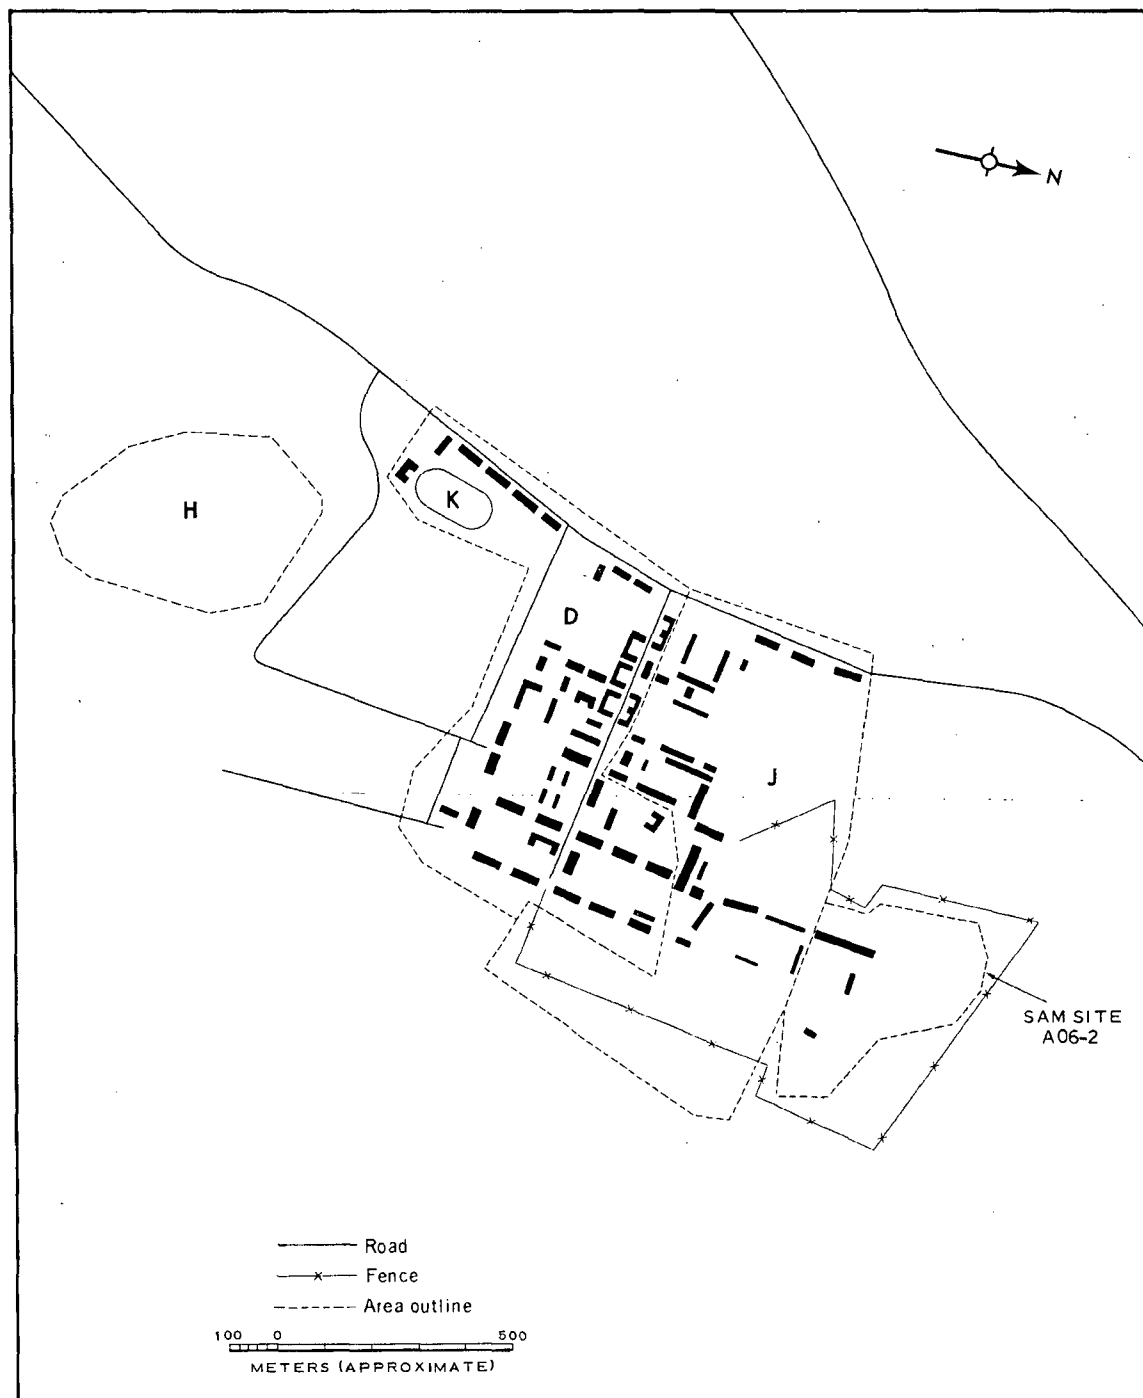 N
H
K
D
J
SAM SITE
A06-2
Road
Fence
Area outline
100 0 500
METERS (APPROXIMATE)